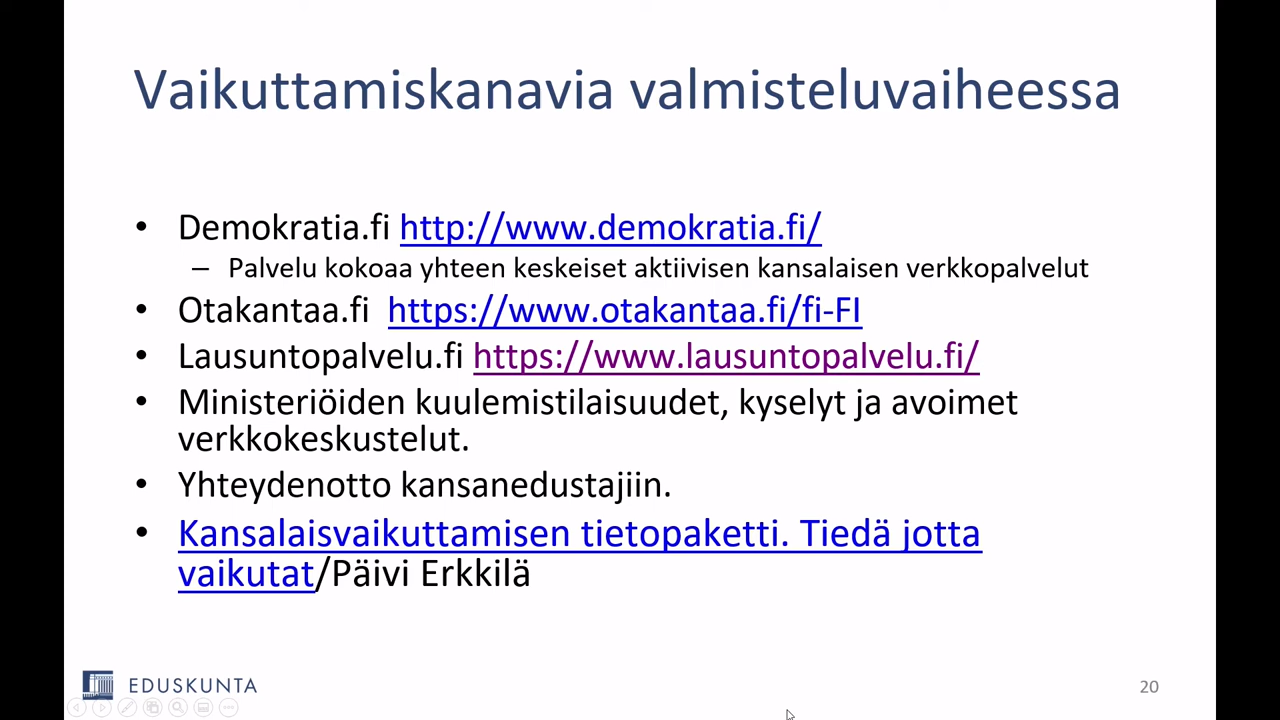 Vaikuttamiskanavia valmisteluvaiheessa
• Demokratia.fi http://www.demokratia.fi/
– Palvelu kokoaa yhteen keskeiset aktiivisen kansalaisen verkkopalvelut
• Otakantaa.fi https://www.otakantaa.fi/fi-FI
• Lausuntopalvelu.fi https://www.lausuntopalvelu.fi/
• Ministeriöiden kuulemistilaisuudet, kyselyt ja avoimet
verkkokeskustelut.
• Yhteydenotto kansanedustajiin.
• Kansalaisvaikuttamisen tietopaketti. Tiedä jotta
vaikutat/Päivi Erkkilä
EDUSKUNTA
20